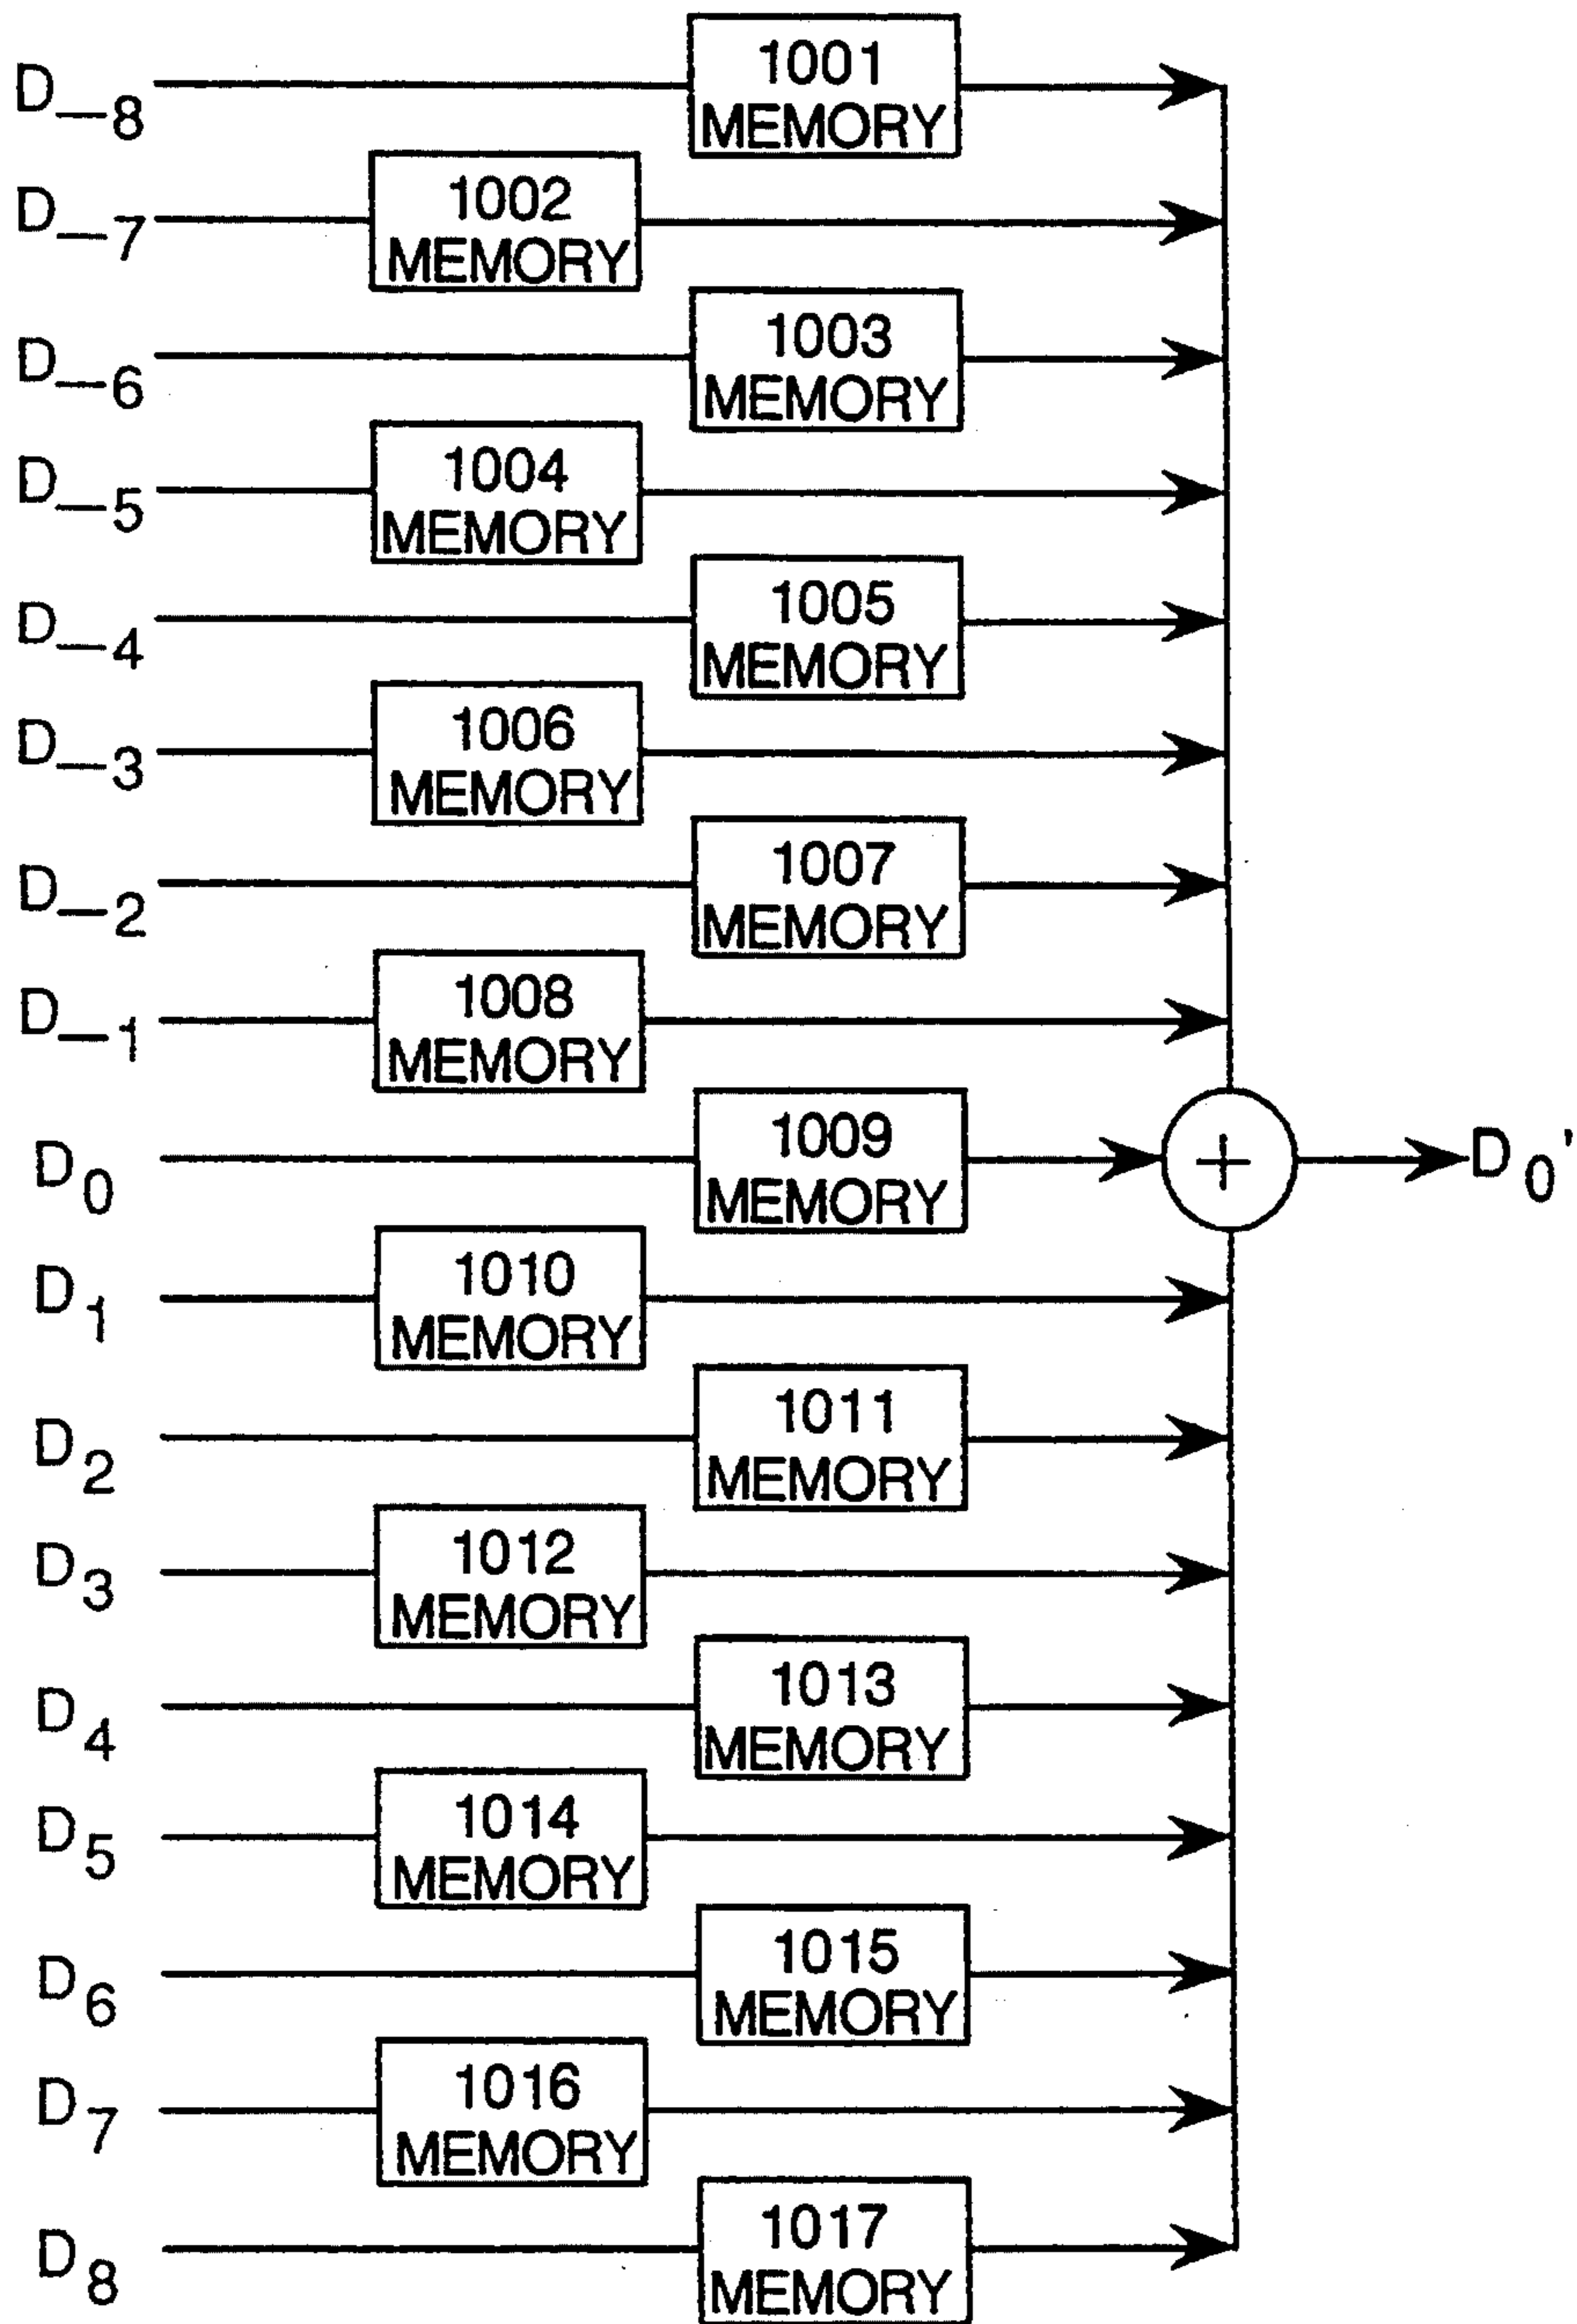 D_-8
1001
MEMORY
D_-7
1002
MEMORY
D_-6
1003
MEMORY
D_-5
1004
MEMORY
D_-4
1005
MEMORY
D_-3
1006
MEMORY
D_-2
1007
MEMORY
D_-1
1008
MEMORY
D_0
1009
MEMORY
+
D_0'
D_1
1010
MEMORY
D_2
1011
MEMORY
D_3
1012
MEMORY
D_4
1013
MEMORY
D_5
1014
MEMORY
D_6
1015
MEMORY
D_7
1016
MEMORY
D_8
1017
MEMORY